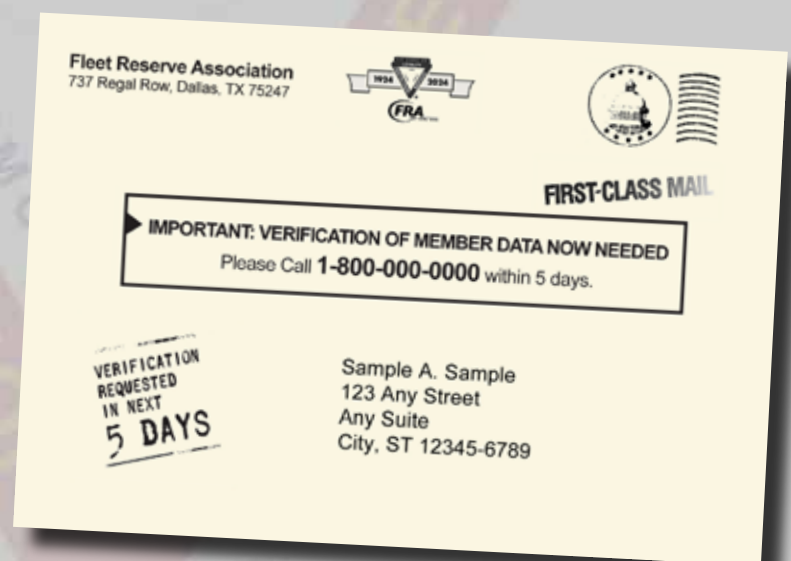 Fleet Reserve Association
737 Regal Row, Dallas, TX 75247
1924 2024
FRA
FIRST-CLASS MAIL
IMPORTANT: VERIFICATION OF MEMBER DATA NOW NEEDED
Please Call 1-800-000-0000 within 5 days.
VERIFICATION
REQUESTED
IN NEXT
5 DAYS
Sample A. Sample
123 Any Street
Any Suite
City, ST 12345-6789